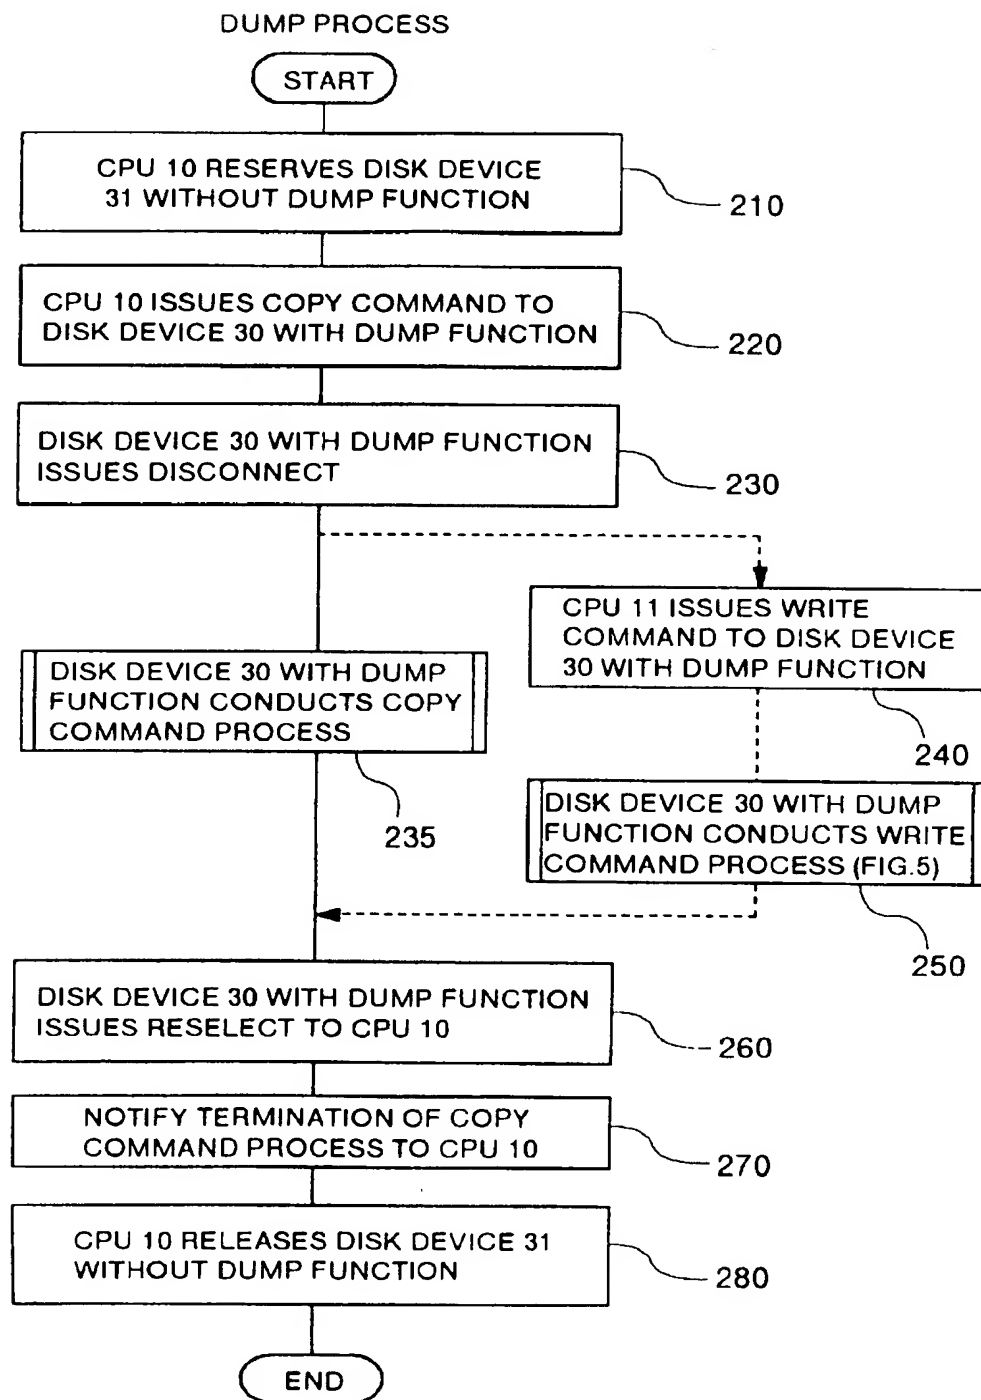 DUMP PROCESS
START
CPU 10 RESERVES DISK DEVICE
31 WITHOUT DUMP FUNCTION
210
CPU 10 ISSUES COPY COMMAND TO
DISK DEVICE 30 WITH DUMP FUNCTION
220
DISK DEVICE 30 WITH DUMP FUNCTION
ISSUES DISCONNECT
230
CPU 11 ISSUES WRITE
COMMAND TO DISK DEVICE
30 WITH DUMP FUNCTION
240
DISK DEVICE 30 WITH DUMP
FUNCTION CONDUCTS COPY
COMMAND PROCESS
235
DISK DEVICE 30 WITH DUMP
FUNCTION CONDUCTS WRITE
COMMAND PROCESS (FIG.5)
250
DISK DEVICE 30 WITH DUMP FUNCTION
ISSUES RESELECT TO CPU 10
260
NOTIFY TERMINATION OF COPY
COMMAND PROCESS TO CPU 10
270
CPU 10 RELEASES DISK DEVICE 31
WITHOUT DUMP FUNCTION
280
END